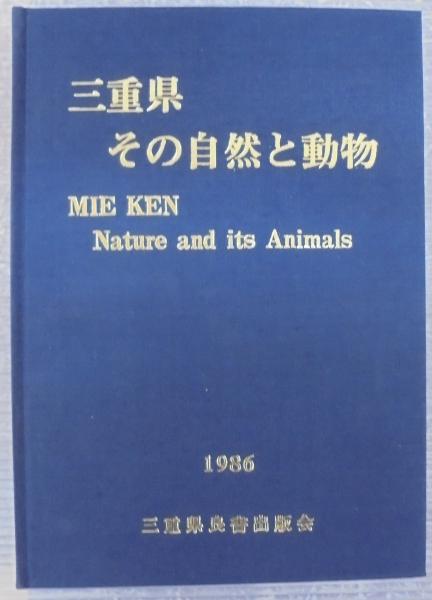 三重県
その自然と動物
MIE KEN
Nature and its Animals
1986
三重県良書出版会